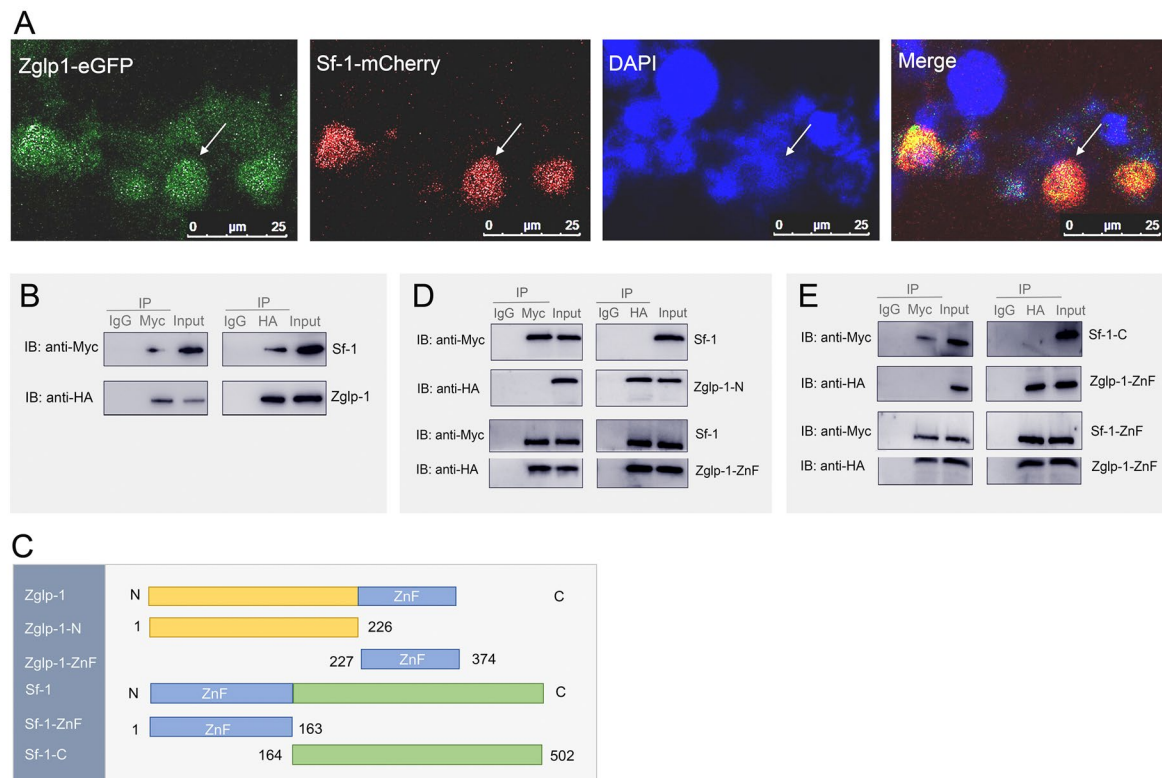 A
Zglp1-eGFP
Sf-1-mCherry
DAPI
Merge
0 µm 25
0 µm 25
0 µm 25
0 µm 25
B
IP IP
IgG Myc Input IgG HA Input
IB: anti-Myc Sf-1
IB: anti-HA Zglp-1
D
IP IP
IgG Myc Input IgG HA Input
IB: anti-Myc Sf-1
IB: anti-HA Zglp-1-N
IB: anti-Myc Sf-1
IB: anti-HA Zglp-1-ZnF
E
IP IP
IgG Myc Input IgG HA Input
IB: anti-Myc Sf-1-C
IB: anti-HA Zglp-1-ZnF
IB: anti-Myc Sf-1-ZnF
IB: anti-HA Zglp-1-ZnF
C
Zglp-1 N ZnF C
Zglp-1-N 1 226
Zglp-1-ZnF 227 ZnF 374
Sf-1 N ZnF C
Sf-1-ZnF 1 ZnF 163
Sf-1-C 164 502